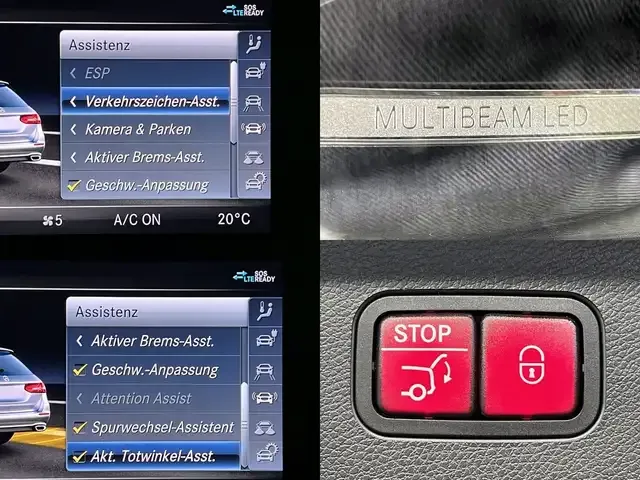 SOS
LTE READY
Assistenz
ESP
Verkehrszeichen-Asst.
Kamera & Parken
Aktiver Brems-Asst.
Geschw.-Anpassung
5 A/C ON 20°C
MULTIBEAM LED
SOS
LTE READY
Assistenz
Aktiver Brems-Asst.
Geschw.-Anpassung
Attention Assist
Spurwechsel-Assistent
Akt. Totwinkel-Asst.
STOP